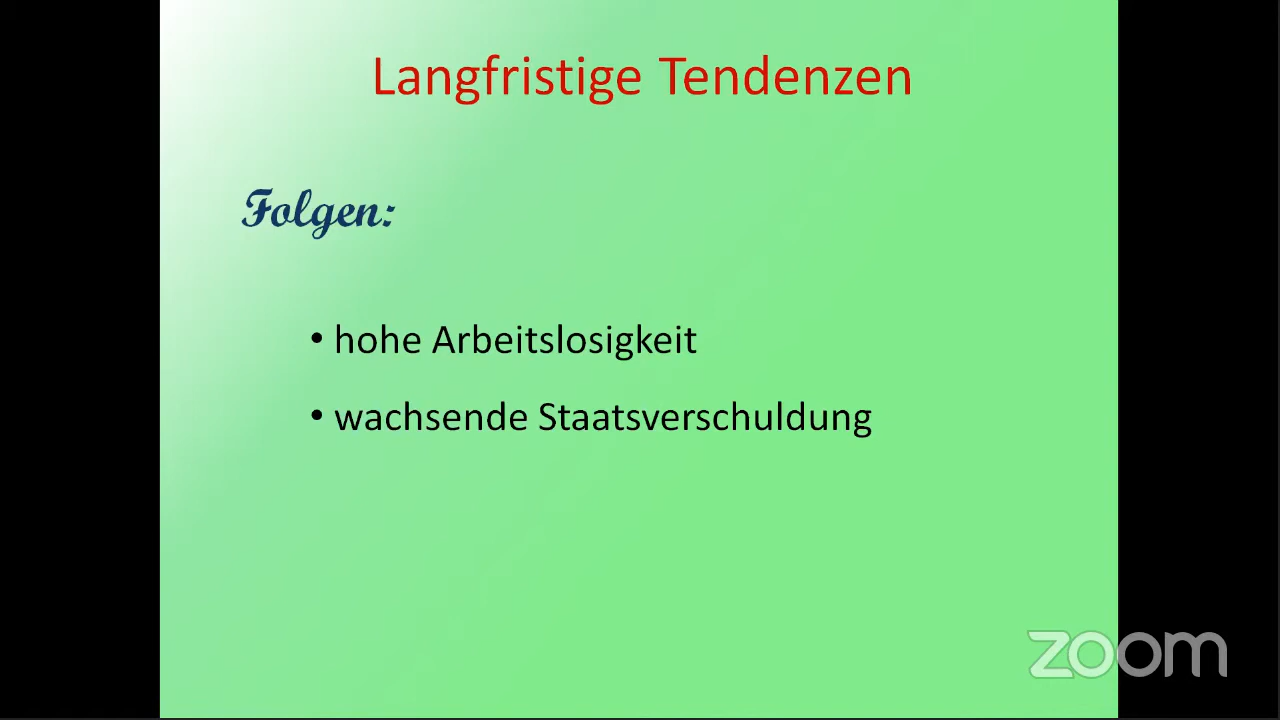 Langfristige Tendenzen
Folgen:
• hohe Arbeitslosigkeit
• wachsende Staatsverschuldung
zoom